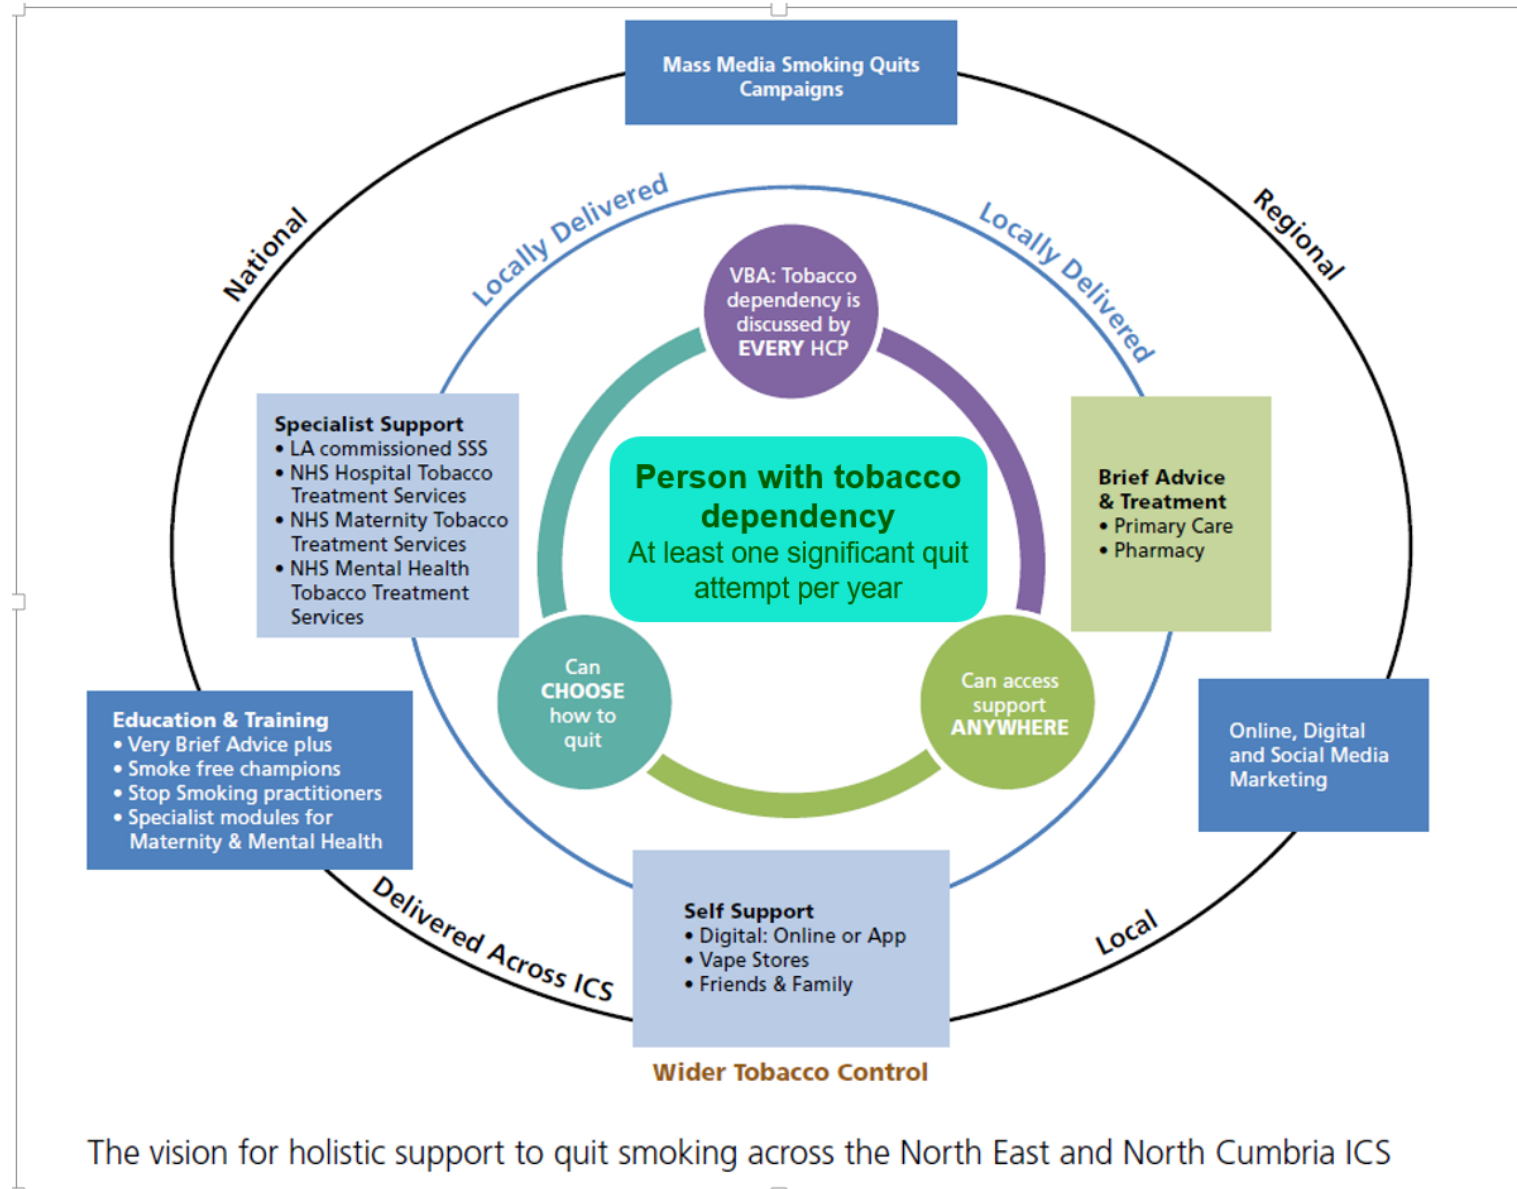 Mass Media Smoking Quits
Campaigns
National
Regional
Locally Delivered
Locally Delivered
VBA: Tobacco
dependency is
discussed by
EVERY HCP
Specialist Support
• LA commissioned SSS
• NHS Hospital Tobacco
Treatment Services
• NHS Maternity Tobacco
Treatment Services
• NHS Mental Health
Tobacco Treatment
Services
Person with tobacco
dependency
At least one significant quit
attempt per year
Brief Advice
& Treatment
• Primary Care
• Pharmacy
Can
CHOOSE
how to
quit
Can access
support
ANYWHERE
Education & Training
• Very Brief Advice plus
• Smoke free champions
• Stop Smoking practitioners
• Specialist modules for
Maternity & Mental Health
Online, Digital
and Social Media
Marketing
Delivered Across ICS
Self Support
• Digital: Online or App
• Vape Stores
• Friends & Family
Local
Wider Tobacco Control
The vision for holistic support to quit smoking across the North East and North Cumbria ICS